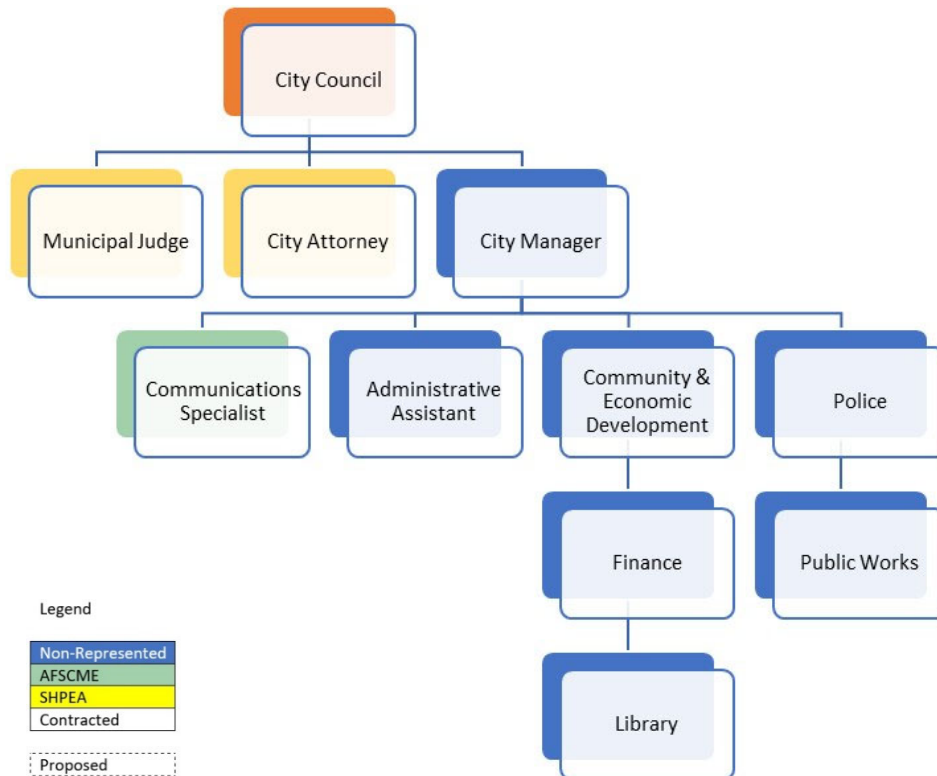 City Council
Municipal Judge
City Attorney
City Manager
Communications
Specialist
Administrative
Assistant
Community &
Economic
Development
Police
Finance
Public Works
Library
Legend
Non-Represented
AFSCME
SHPEA
Contracted
Proposed